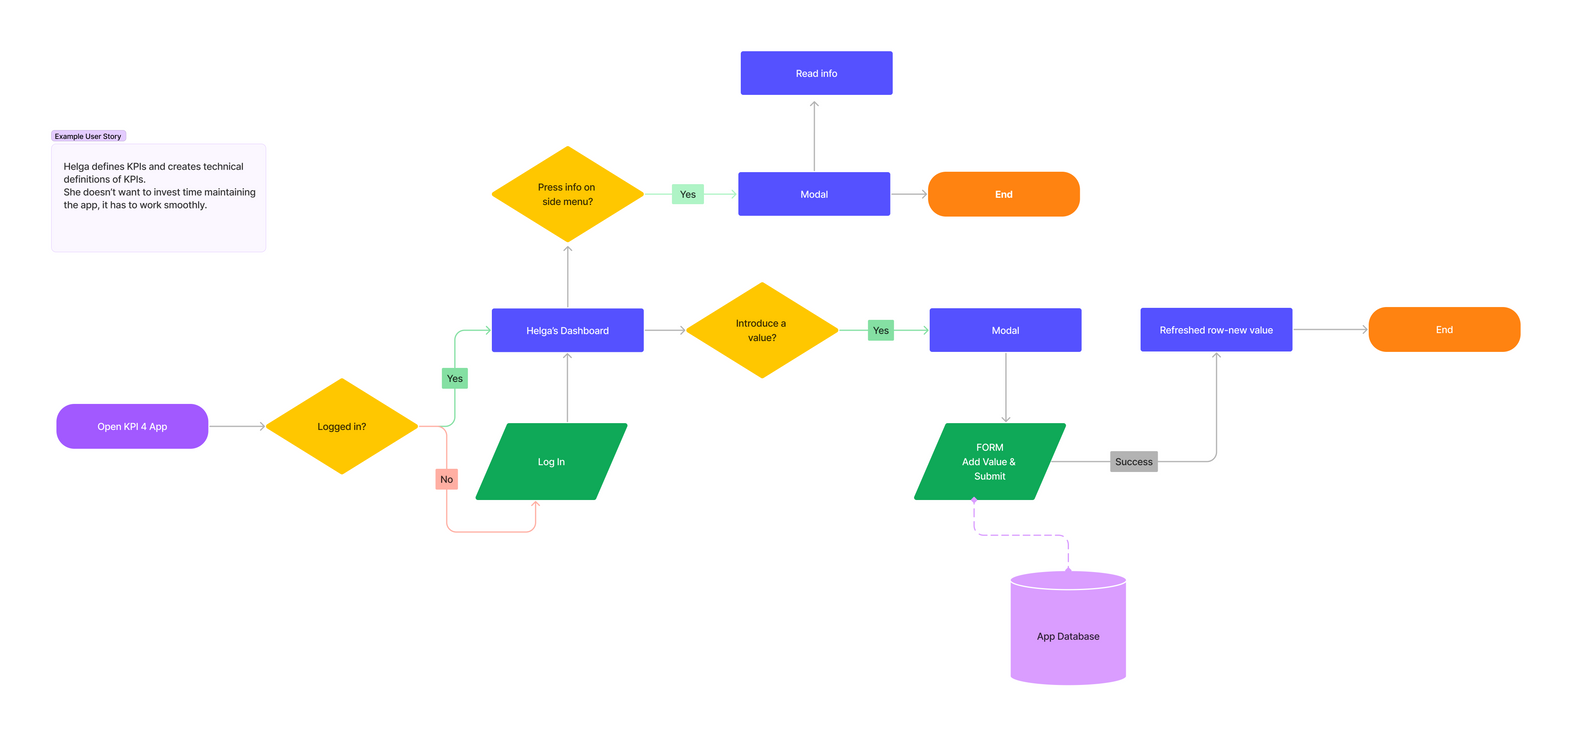 Read info
Example User Story
Helga defines KPIs and creates technical
definitions of KPIs.
She doesn't want to invest time maintaining
the app, it has to work smoothly.
Press info on
side menu?
Yes
Modal
End
Helga's Dashboard
Introduce a
value?
Yes
Modal
Refreshed row-new value
End
Yes
Open KPI 4 App
Logged in?
No
Log In
FORM
Add Value &
Submit
Success
App Database